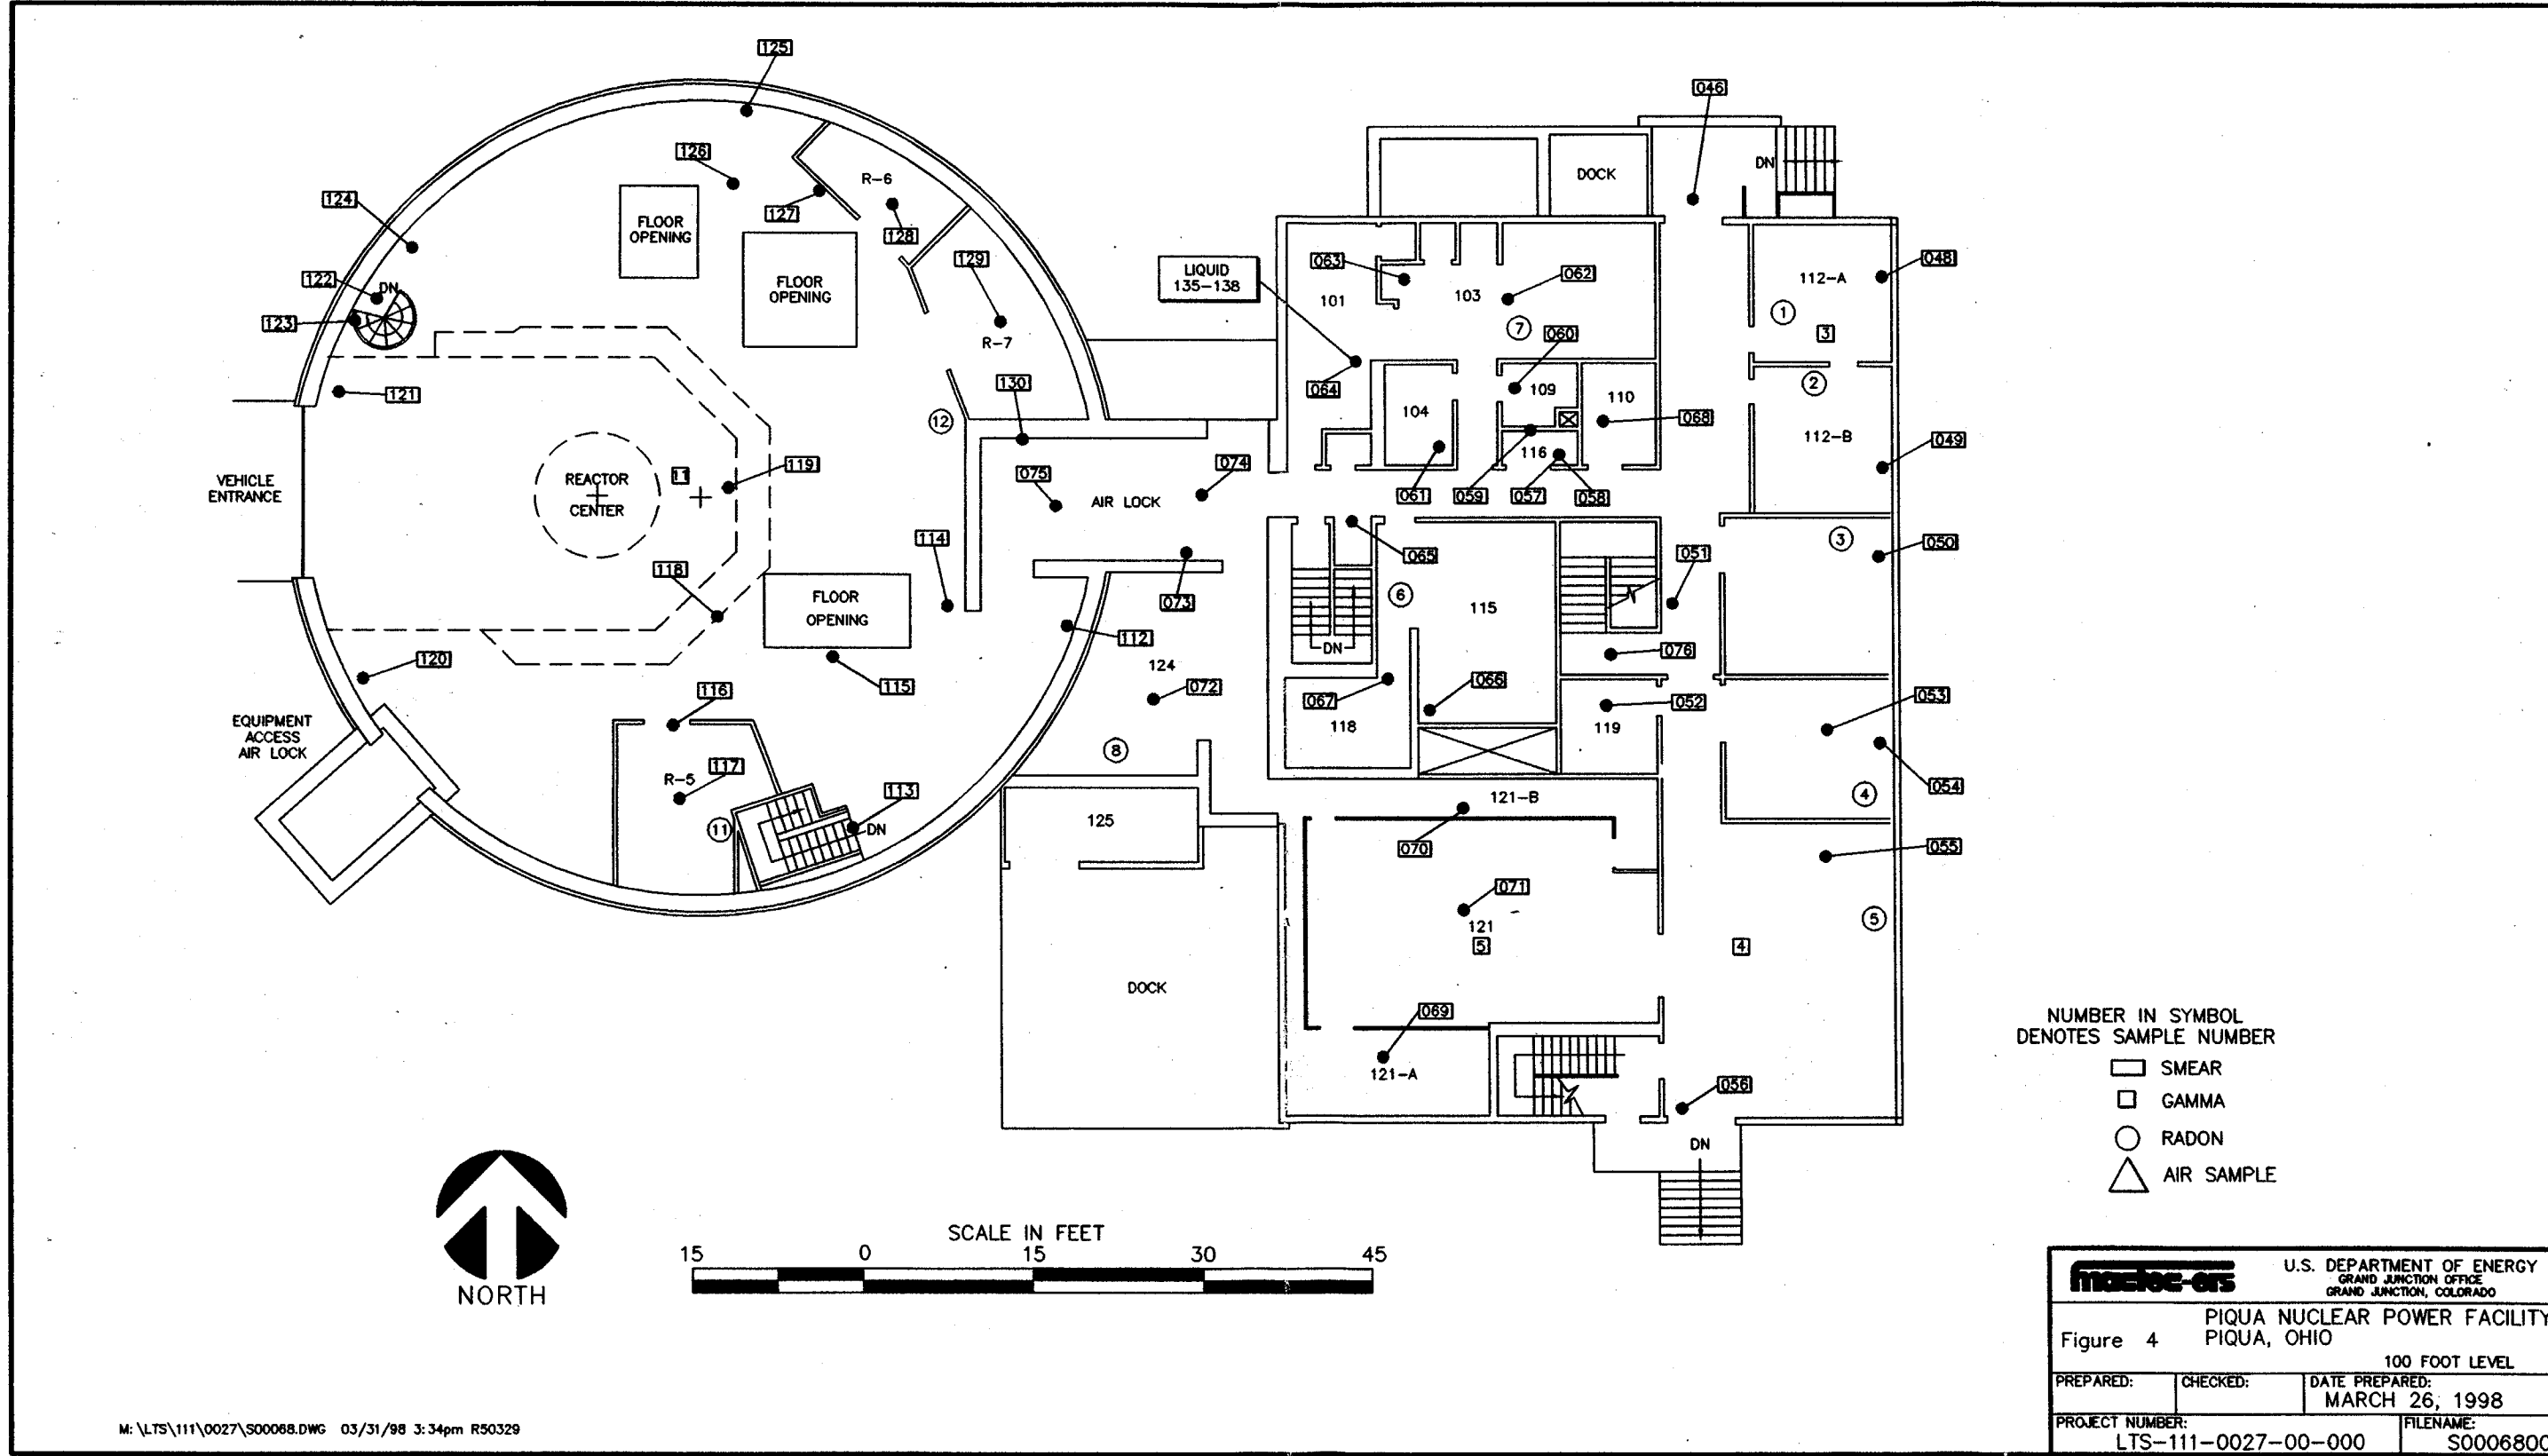 125
046
126
DOCK
DN
R-6
124
127
FLOOR
OPENING
128
129
063
LIQUID
135-138
062
048
122
DN
FLOOR
OPENING
101
103
112-A
123
1
7
3
R-7
060
130
064
109
2
121
104
110
12
068
112-B
049
116
VEHICLE
ENTRANCE
REACTOR
CENTER
11
119
075
074
AIR LOCK
061
059
057
058
114
3
050
065
051
118
FLOOR
OPENING
073
6
115
112
DN
076
120
124
115
072
066
116
067
052
053
EQUIPMENT
ACCESS
AIR LOCK
118
119
8
R-5
117
113
054
4
121-B
11
DN
125
070
055
071
121
5
5
4
DOCK
069
121-A
056
DN
NUMBER IN SYMBOL
DENOTES SAMPLE NUMBER
SMEAR
GAMMA
RADON
AIR SAMPLE
SCALE IN FEET
15 0 15 30 45
NORTH
mactec-ers
U.S. DEPARTMENT OF ENERGY
GRAND JUNCTION OFFICE
GRAND JUNCTION, COLORADO
Figure 4
PIQUA NUCLEAR POWER FACILITY
PIQUA, OHIO
100 FOOT LEVEL
PREPARED: CHECKED: DATE PREPARED:
MARCH 26, 1998
PROJECT NUMBER: FILENAME:
LTS-111-0027-00-000
M:\LTS\111\0027\S00068.DWG 03/31/98 3:34pm R50329